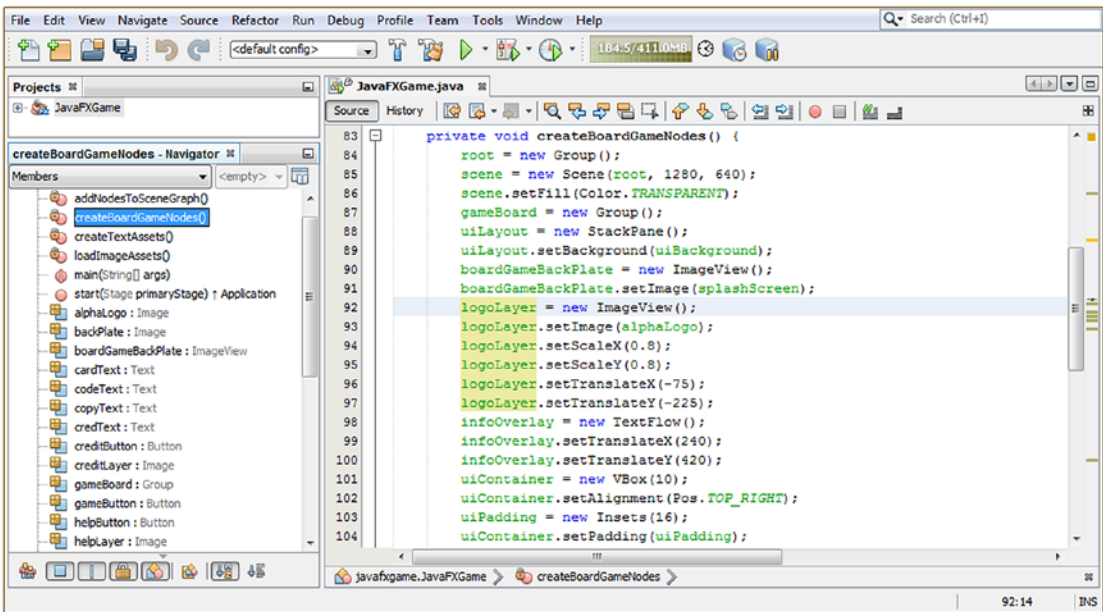 File Edit View Navigate Source Refactor Run Debug Profile Team Tools Window Help
Search (Ctrl+I)
<default config>
184.5/411.0MB
Projects
JavaFXGame
createBoardGameNodes - Navigator
Members <empty>
addNodesToSceneGraph()
createBoardGameNodes()
createTextAssets()
loadImageAssets()
main(String[] args)
start(Stage primaryStage) ↑ Application
alphaLogo : Image
backPlate : Image
boardGameBackPlate : ImageView
cardText : Text
codeText : Text
copyText : Text
credText : Text
creditButton : Button
creditLayer : Image
gameBoard : Group
gameButton : Button
helpButton : Button
helpLayer : Image
JavaFXGame.java
Source History
83 private void createBoardGameNodes() {
84 root = new Group();
85 scene = new Scene(root, 1280, 640);
86 scene.setFill(Color.TRANSPARENT);
87 gameBoard = new Group();
88 uiLayout = new StackPane();
89 uiLayout.setBackground(uiBackground);
90 boardGameBackPlate = new ImageView();
91 boardGameBackPlate.setImage(splashScreen);
92 logoLayer = new ImageView();
93 logoLayer.setImage(alphaLogo);
94 logoLayer.setScaleX(0.8);
95 logoLayer.setScaleY(0.8);
96 logoLayer.setTranslateX(-75);
97 logoLayer.setTranslateY(-225);
98 infoOverlay = new TextFlow();
99 infoOverlay.setTranslateX(240);
100 infoOverlay.setTranslateY(420);
101 uiContainer = new VBox(10);
102 uiContainer.setAlignment(Pos.TOP_RIGHT);
103 uiPadding = new Insets(16);
104 uiContainer.setPadding(uiPadding);
javafxgame.JavaFXGame createBoardGameNodes
92:14 INS